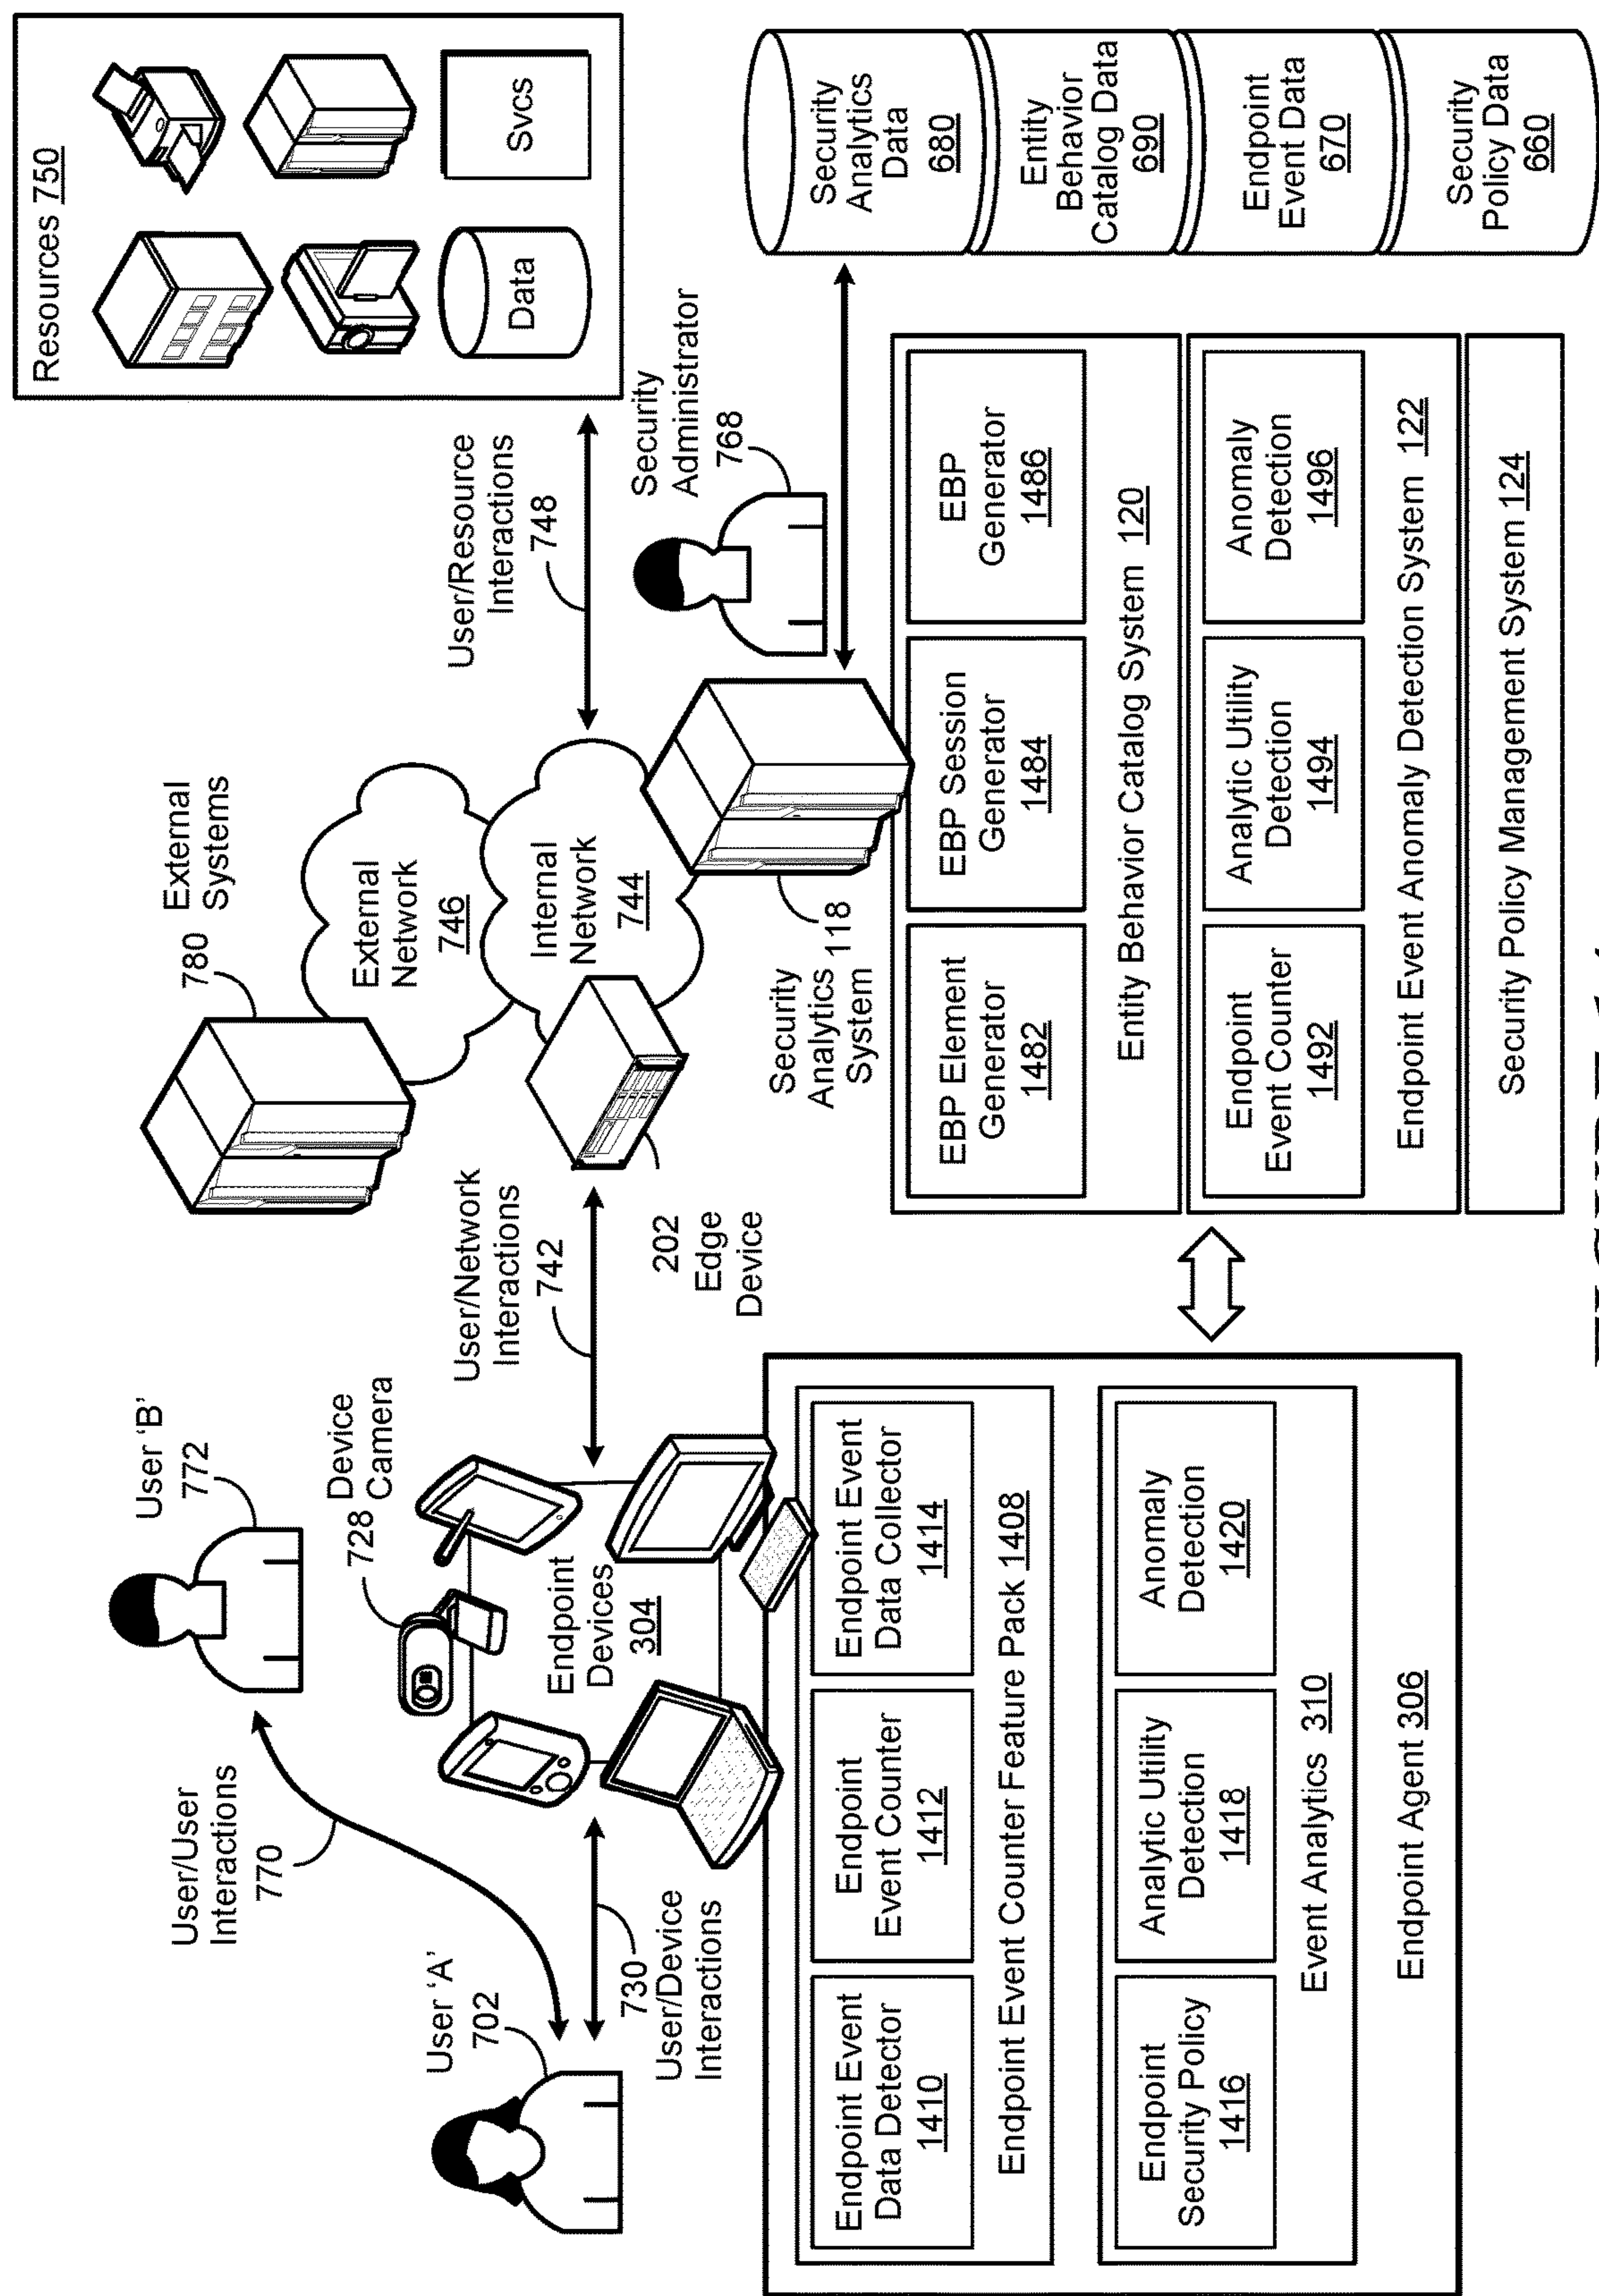 User 'A'
702
User/User
Interactions
770
User 'B'
772
728
Device
Camera
730
User/Device
Interactions
Endpoint
Devices
304
User/Network
Interactions
742
202
Edge
Device
780
External
Systems
External
Network
746
Internal
Network
744
User/Resource
Interactions
748
Resources 750
Data
Svcs
Security
Administrator
768
Security
Analytics 118
System
Security
Analytics
Data
680
Entity
Behavior
Catalog Data
690
Endpoint
Event Data
670
Security
Policy Data
660
Endpoint Event
Data Detector
1410
Endpoint
Event Counter
1412
Endpoint Event
Data Collector
1414
Endpoint Event Counter Feature Pack 1408
Endpoint
Security Policy
1416
Analytic Utility
Detection
1418
Anomaly
Detection
1420
Event Analytics 310
Endpoint Agent 306
EBP Element
Generator
1482
EBP Session
Generator
1484
EBP
Generator
1486
Entity Behavior Catalog System 120
Endpoint
Event Counter
1492
Analytic Utility
Detection
1494
Anomaly
Detection
1496
Endpoint Event Anomaly Detection System 122
Security Policy Management System 124